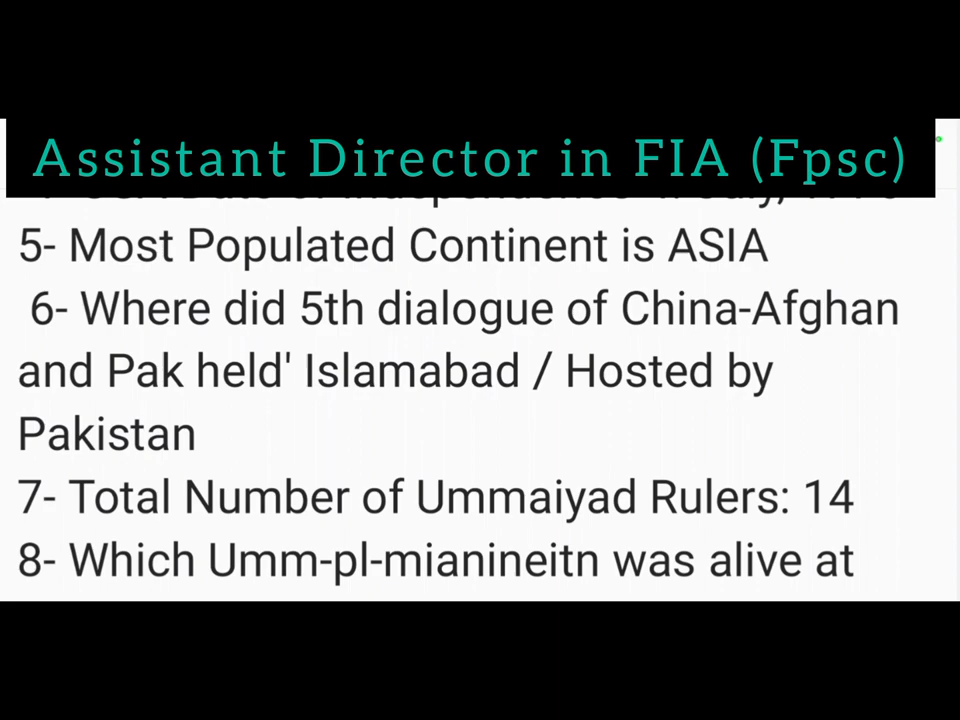 Assistant Director in FIA (Fpsc)
5- Most Populated Continent is ASIA
6- Where did 5th dialogue of China-Afghan
and Pak held' Islamabad / Hosted by
Pakistan
7- Total Number of Ummaiyad Rulers: 14
8- Which Umm-pl-mianineitn was alive at